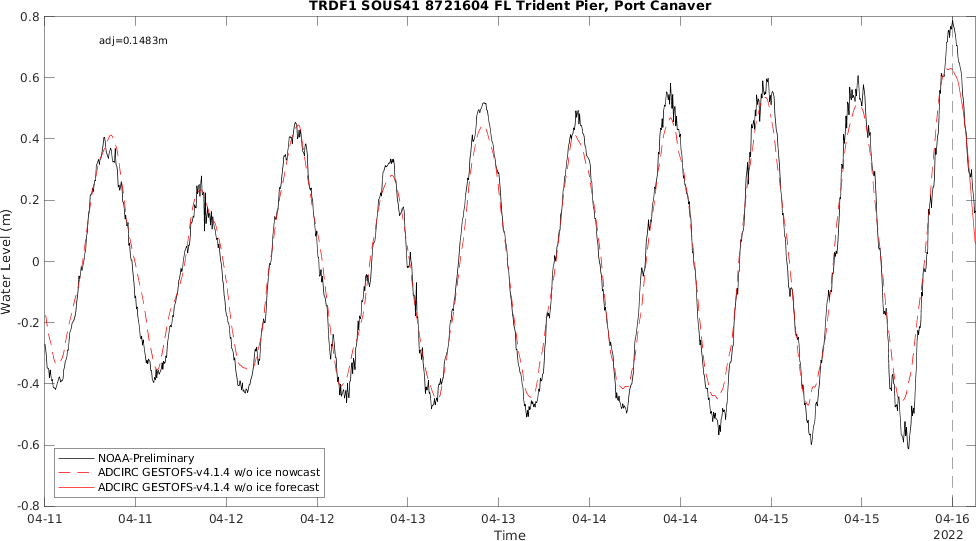 TRDF1 SOUS41 8721604 FL Trident Pier, Port Canaver
adj=0.1483m
0.8
0.6
0.4
0.2
0
-0.2
-0.4
-0.6
-0.8
Water Level (m)
NOAA-Preliminary
ADCIRC GESTOFS-v4.1.4 w/o ice nowcast
ADCIRC GESTOFS-v4.1.4 w/o ice forecast
04-11 04-11 04-12 04-12 04-13 04-13 04-14 04-14 04-15 04-15 04-16
2022
Time